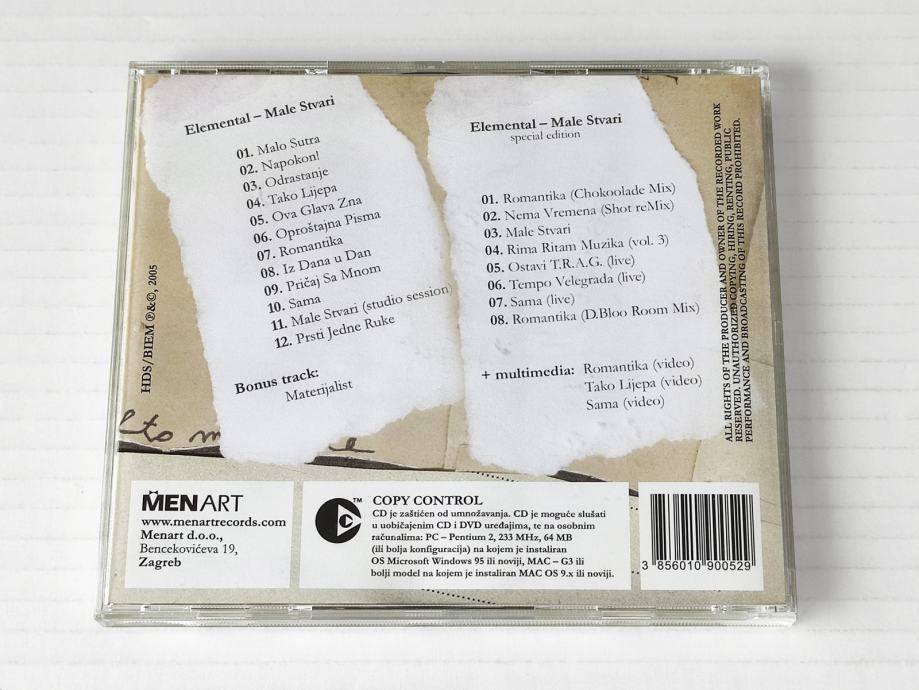 Elemental – Male Stvari
01. Malo Sutra
02. Napokon!
03. Odrastanje
04. Tako Lijepa
05. Ova Glava Zna
06. Oproštajna Pisma
07. Romantika
08. Iz Dana u Dan
09. Pričaj Sa Mnom
10. Sama
11. Male Stvari (studio session)
12. Prsti Jedne Ruke
Bonus track:
Materijalist
Elemental – Male Stvari
special edition
01. Romantika (Chokoolade Mix)
02. Nema Vremena (Shot reMix)
03. Male Stvari
04. Rima Ritam Muzika (vol. 3)
05. Ostavi T.R.A.G. (live)
06. Tempo Velegrada (live)
07. Sama (live)
08. Romantika (D.Bloo Room Mix)
+ multimedia: Romantika (video)
Tako Lijepa (video)
Sama (video)
HDS/BIEM ℗&©, 2005
ALL RIGHTS OF THE PRODUCER AND OWNER OF THE RECORDED WORK
RESERVED. UNAUTHORIZED COPYING, HIRING, RENTING, PUBLIC
PERFORMANCE AND BROADCASTING OF THIS RECORD PROHIBITED.
MENART
www.menartrecords.com
Menart d.o.o.,
Bencekovićeva 19,
Zagreb
COPY CONTROL
CD je zaštićen od umnožavanja. CD je moguće slušati
u uobičajenim CD i DVD uređajima, te na osobnim
računalima: PC – Pentium 2, 233 MHz, 64 MB
(ili bolja konfiguracija) na kojem je instaliran
OS Microsoft Windows 95 ili noviji, MAC – G3 ili
bolji model na kojem je instaliran MAC OS 9.x ili noviji.
TM
3 856010 900529